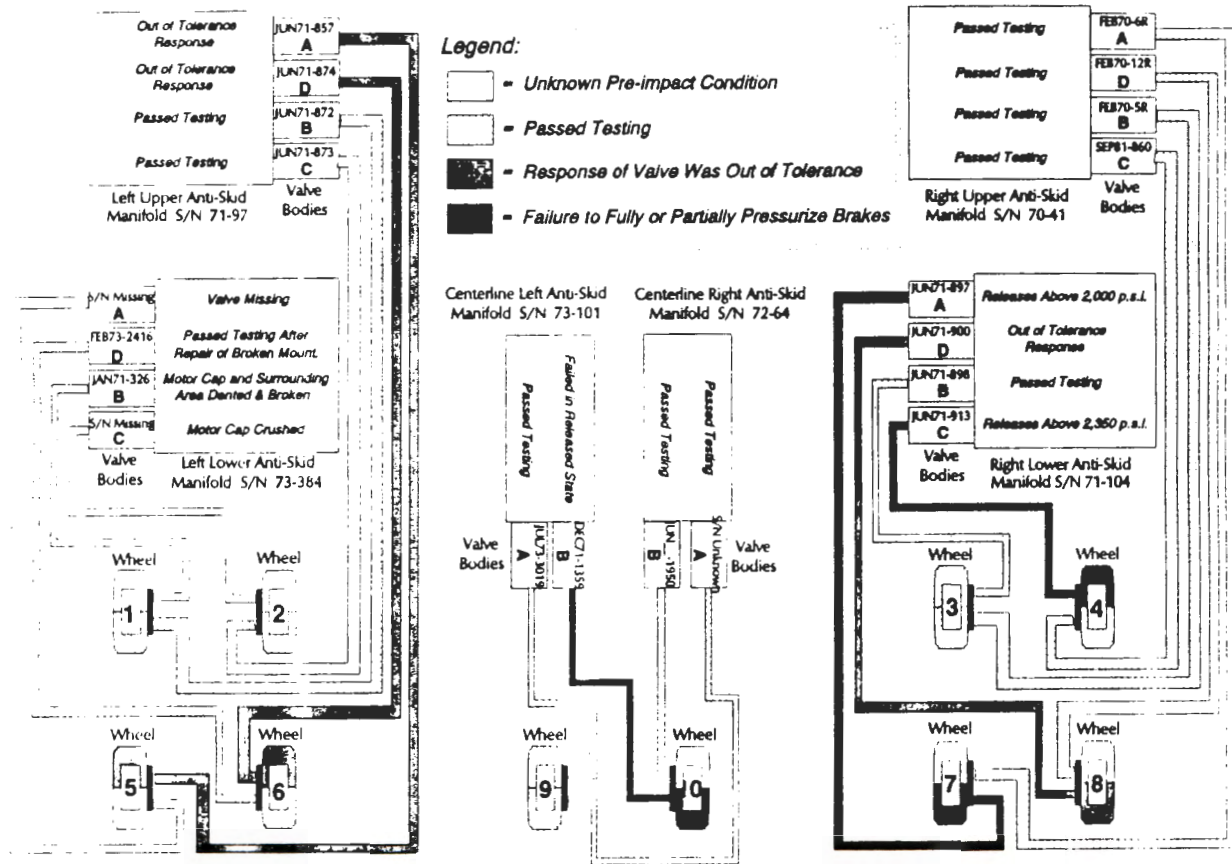 Out of Tolerance
Response
JUN71-857
A
Out of Tolerance
Response
JUN71-874
D
Passed Testing
JUN71-872
B
Passed Testing
JUN71-873
C
Left Upper Anti-Skid
Manifold S/N 71-97
Valve
Bodies
Legend:
= Unknown Pre-impact Condition
= Passed Testing
= Response of Valve Was Out of Tolerance
= Failure to Fully or Partially Pressurize Brakes
Passed Testing
FEB70-6R
A
Passed Testing
FEB70-12R
D
Passed Testing
FEB70-5R
B
Passed Testing
SEP81-860
C
Right Upper Anti-Skid
Manifold S/N 70-41
Valve
Bodies
S/N Missing
A
Valve Missing
FEB73-2416
D
Passed Testing After
Repair of Broken Mount.
JAN71-326
B
Motor Cap and Surrounding
Area Dented & Broken
S/N Missing
C
Motor Cap Crushed
Valve
Bodies
Left Lower Anti-Skid
Manifold S/N 73-384
Centerline Left Anti-Skid
Manifold S/N 73-101
Passed Testing
Failed in Released State
Valve
Bodies
A
JUL73-3019
B
DEC71-1359
Centerline Right Anti-Skid
Manifold S/N 72-64
Passed Testing
Passed Testing
B
JUN_-1950
A
S/N Unknown
Valve
Bodies
JUN71-897
A
Releases Above 2,000 p.s.i.
JUN71-900
D
Out of Tolerance
Response
JUN71-898
B
Passed Testing
JUN71-913
C
Releases Above 2,350 p.s.i.
Valve
Bodies
Right Lower Anti-Skid
Manifold S/N 71-104
Wheel
1
Wheel
2
Wheel
3
Wheel
4
Wheel
5
Wheel
6
Wheel
9
Wheel
0
Wheel
7
Wheel
8